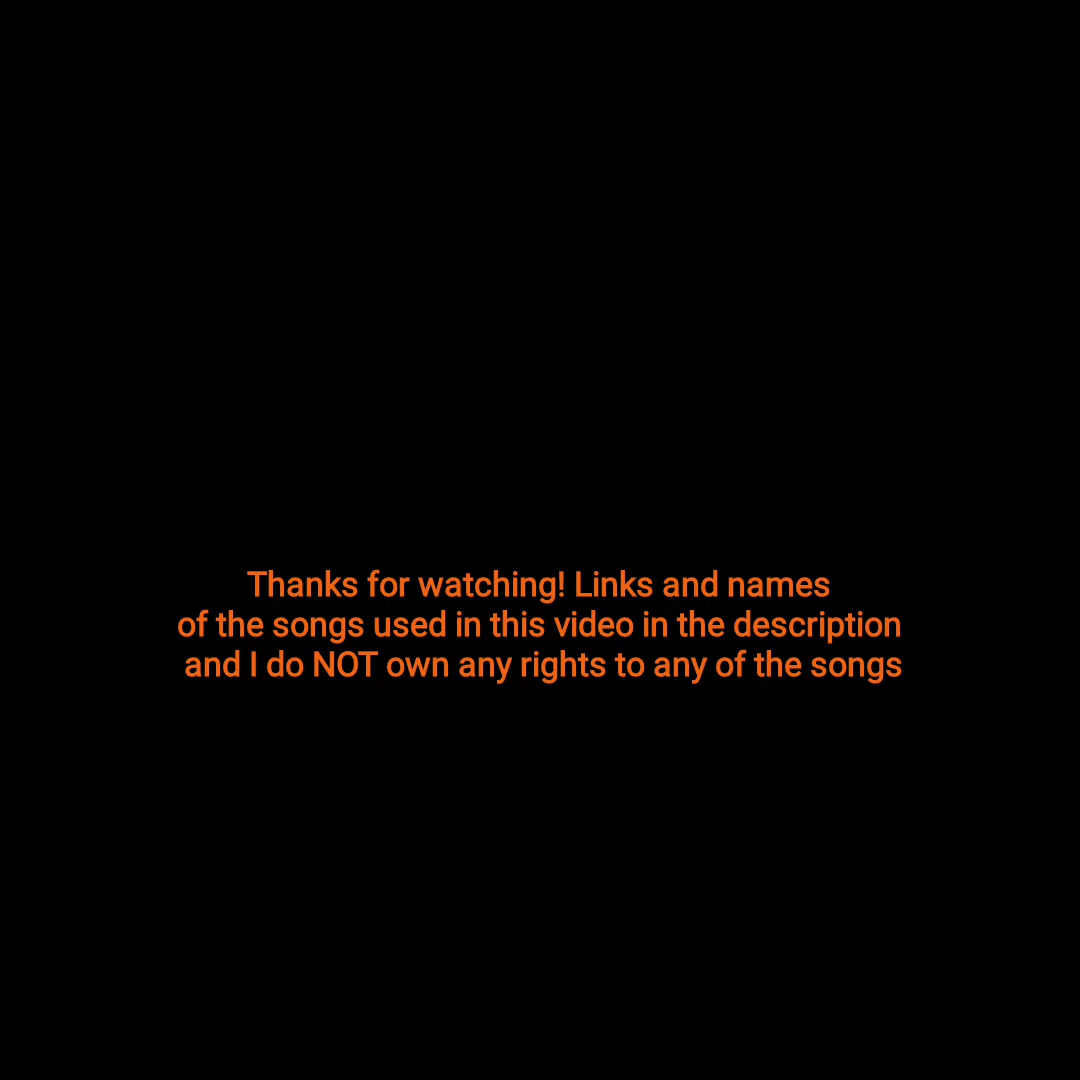 Thanks for watching! Links and names
of the songs used in this video in the description
and I do NOT own any rights to any of the songs